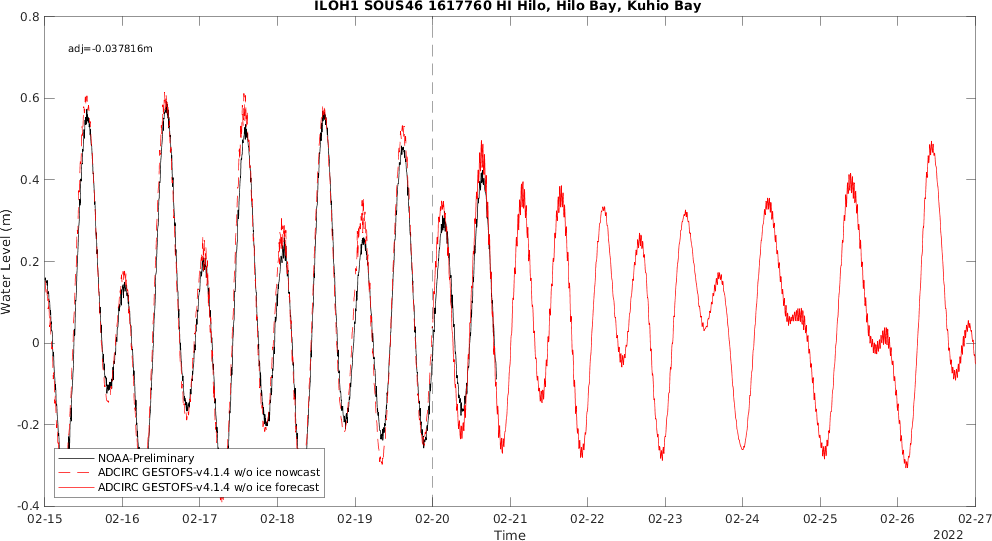 ILOH1 SOUS46 1617760 HI Hilo, Hilo Bay, Kuhio Bay
adj=-0.037816m
0.8
0.6
0.4
0.2
0
-0.2
-0.4
Water Level (m)
NOAA-Preliminary
ADCIRC GESTOFS-v4.1.4 w/o ice nowcast
ADCIRC GESTOFS-v4.1.4 w/o ice forecast
02-15 02-16 02-17 02-18 02-19 02-20 02-21 02-22 02-23 02-24 02-25 02-26 02-27
Time
2022